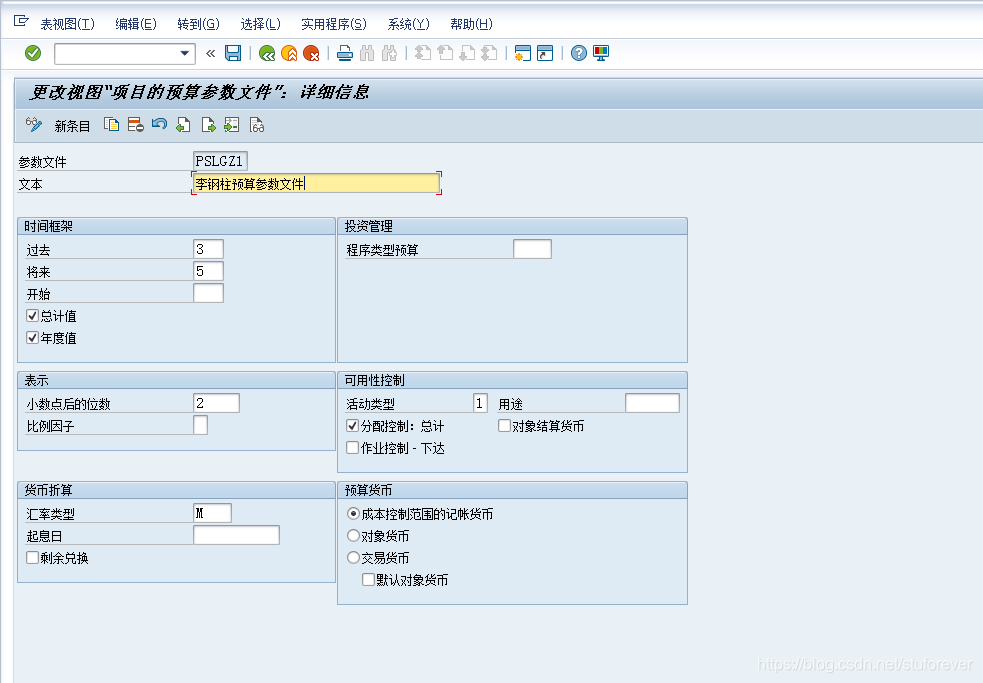 表视图(T) 编辑(E) 转到(G) 选择(L) 实用程序(S) 系统(Y) 帮助(H)
更改视图"项目的预算参数文件": 详细信息
新条目
参数文件 PSLGZ1
文本 李钢柱预算参数文件
时间框架 投资管理
过去 3 程序类型预算
将来 5
开始
总计值
年度值
表示 可用性控制
小数点后的位数 2 活动类型 1 用途
比例因子 分配控制：总计 对象结算货币
作业控制 - 下达
货币折算 预算货币
汇率类型 M 成本控制范围的记帐货币
起息日 对象货币
剩余兑换 交易货币
默认对象货币
https://blog.csdn.net/stuforever